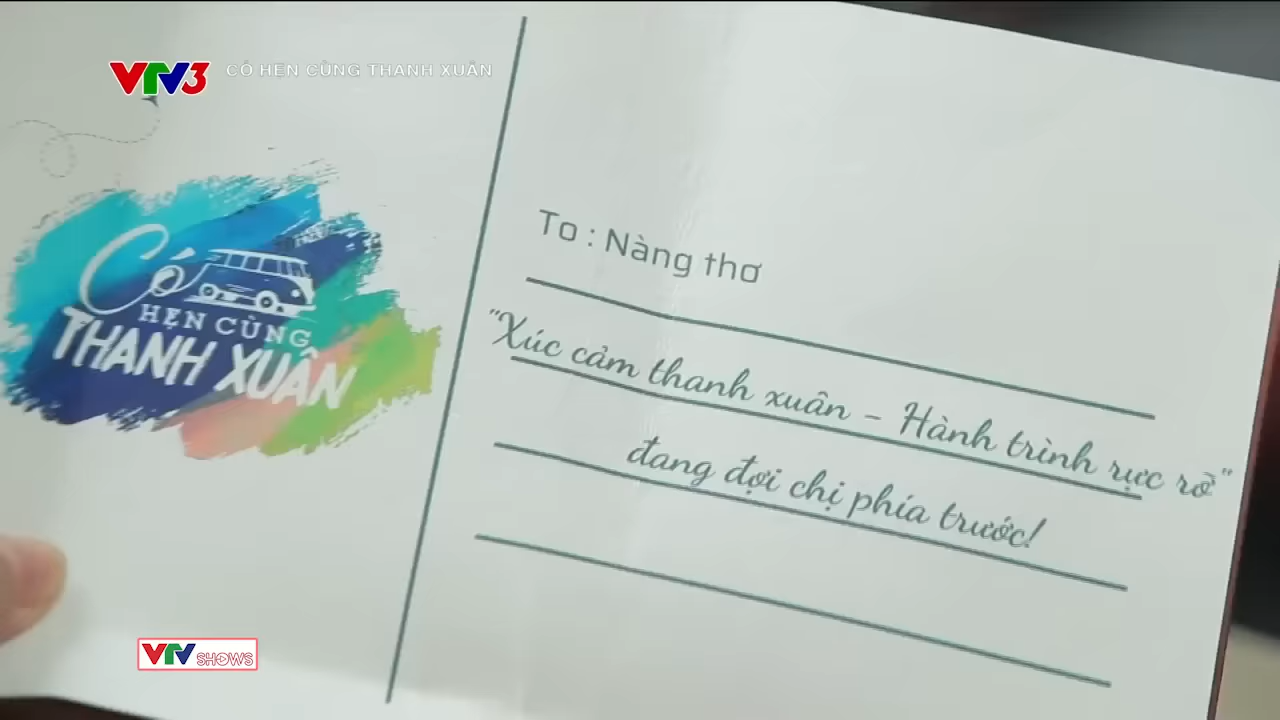 VTV3 CÓ HẸN CÙNG THANH XUÂN
Có
HẸN CÙNG
THANH XUÂN
To : Nàng thơ
"Xúc cảm thanh xuân - Hành trình rực rỡ"
đang đợi chị phía trước!
VTV SHOWS